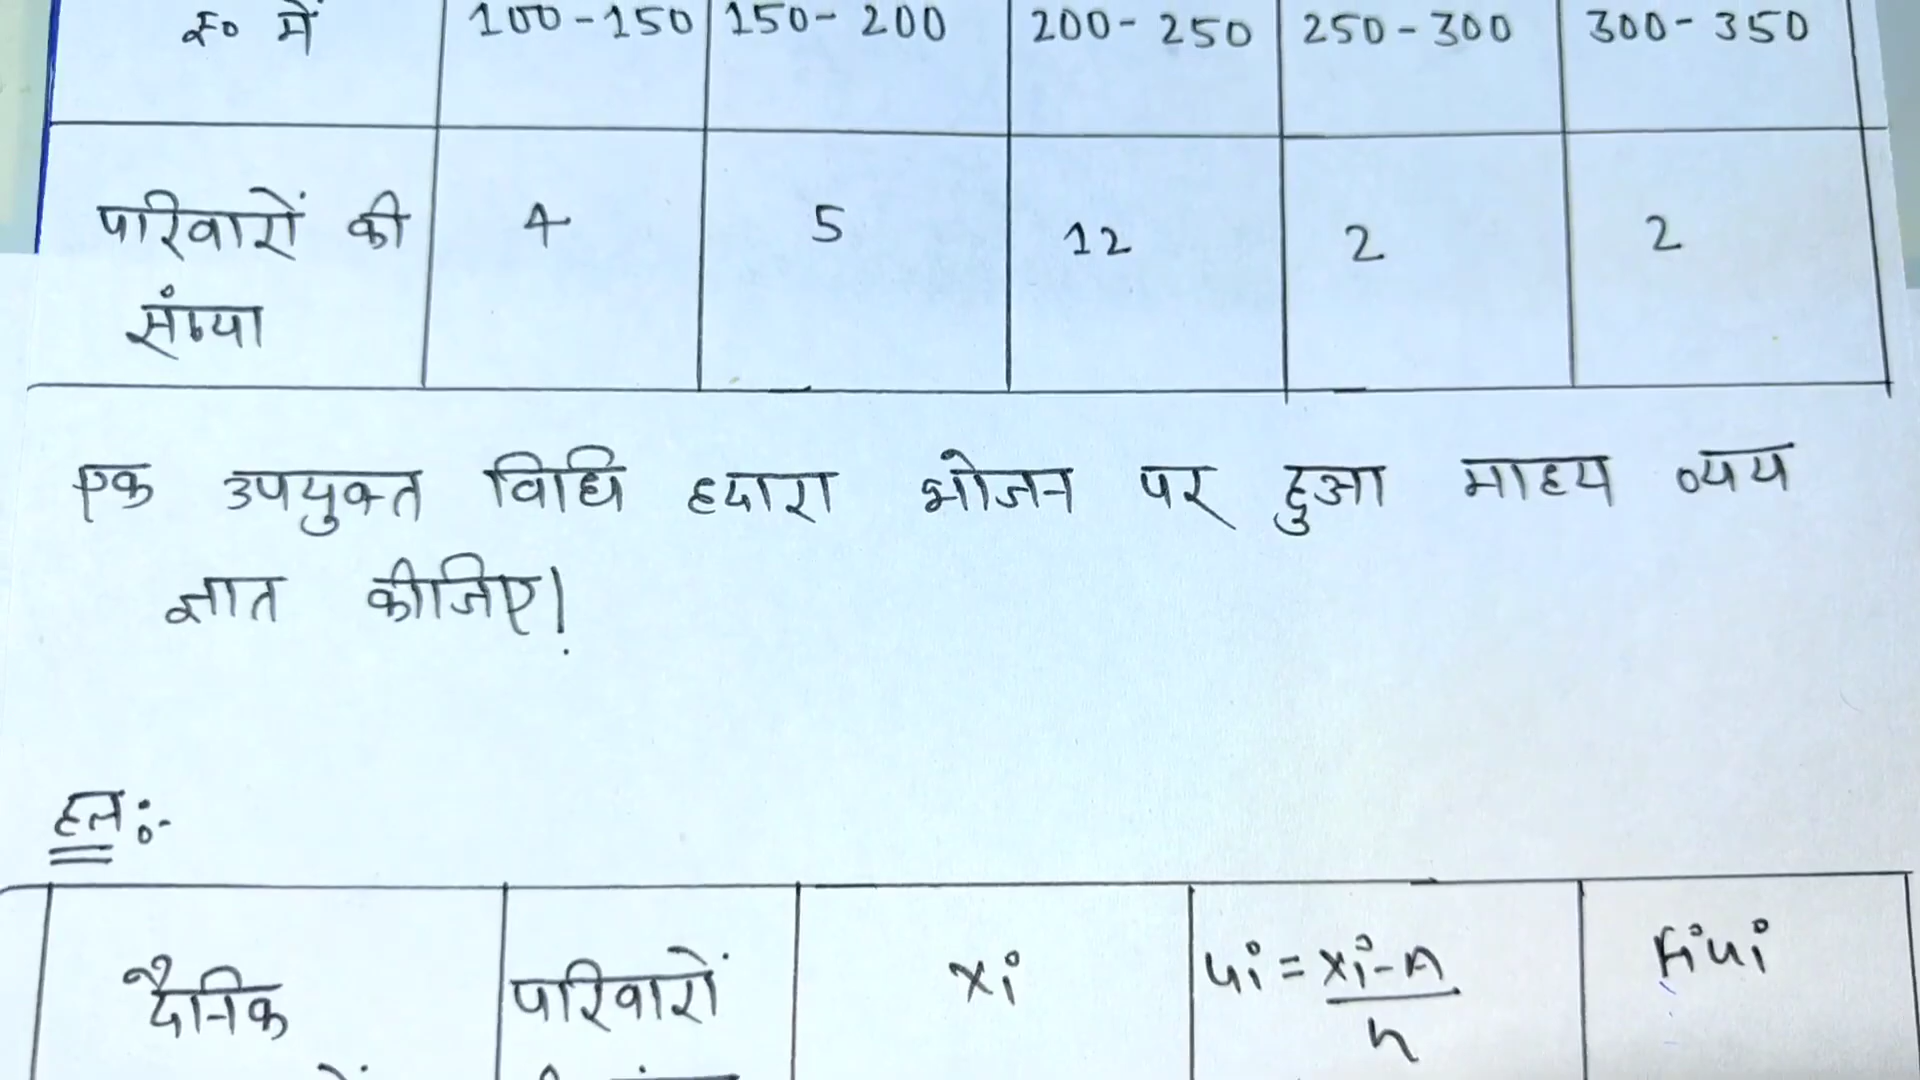 रु० में 100-150 150-200 200-250 250-300 300-350
परिवारों की 4 5 12 2 2
संख्या
एक उपयुक्त विधि द्वारा भोजन पर हुआ माध्य व्यय
ज्ञात कीजिए।
हल:-
दैनिक परिवारों xi ui = xi-A fiui
h